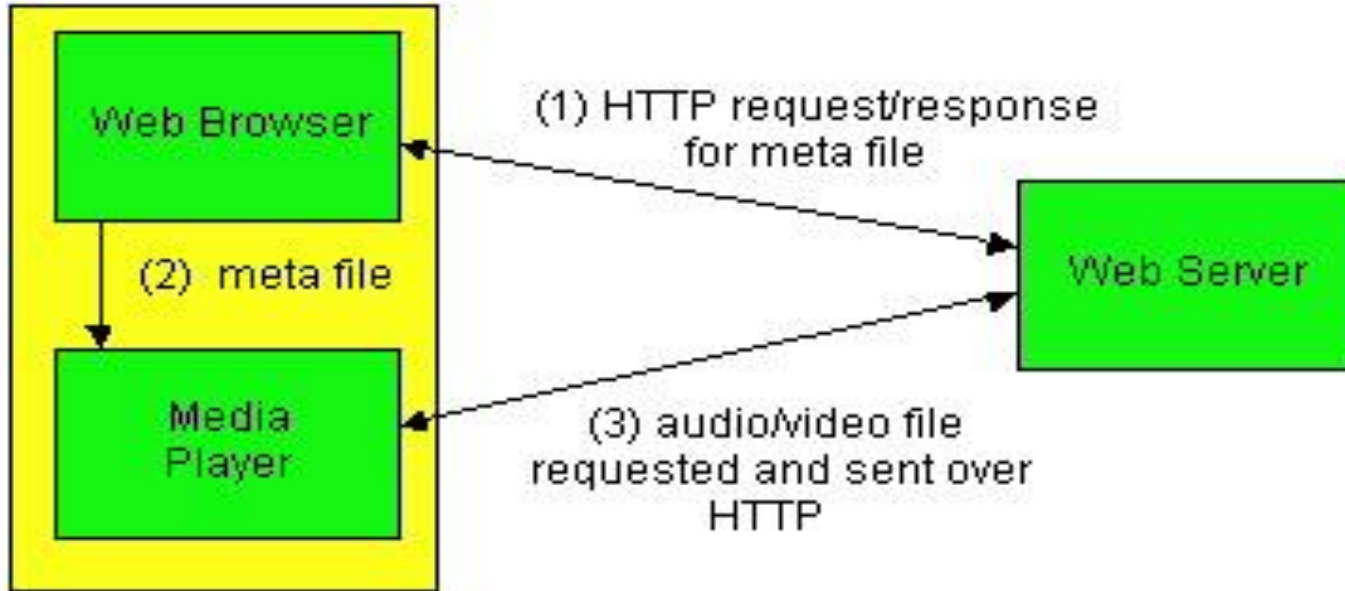 Web Browser
(1) HTTP request/response
for meta file
(2) meta file
Web Server
Media
Player
(3) audio/video file
requested and sent over
HTTP